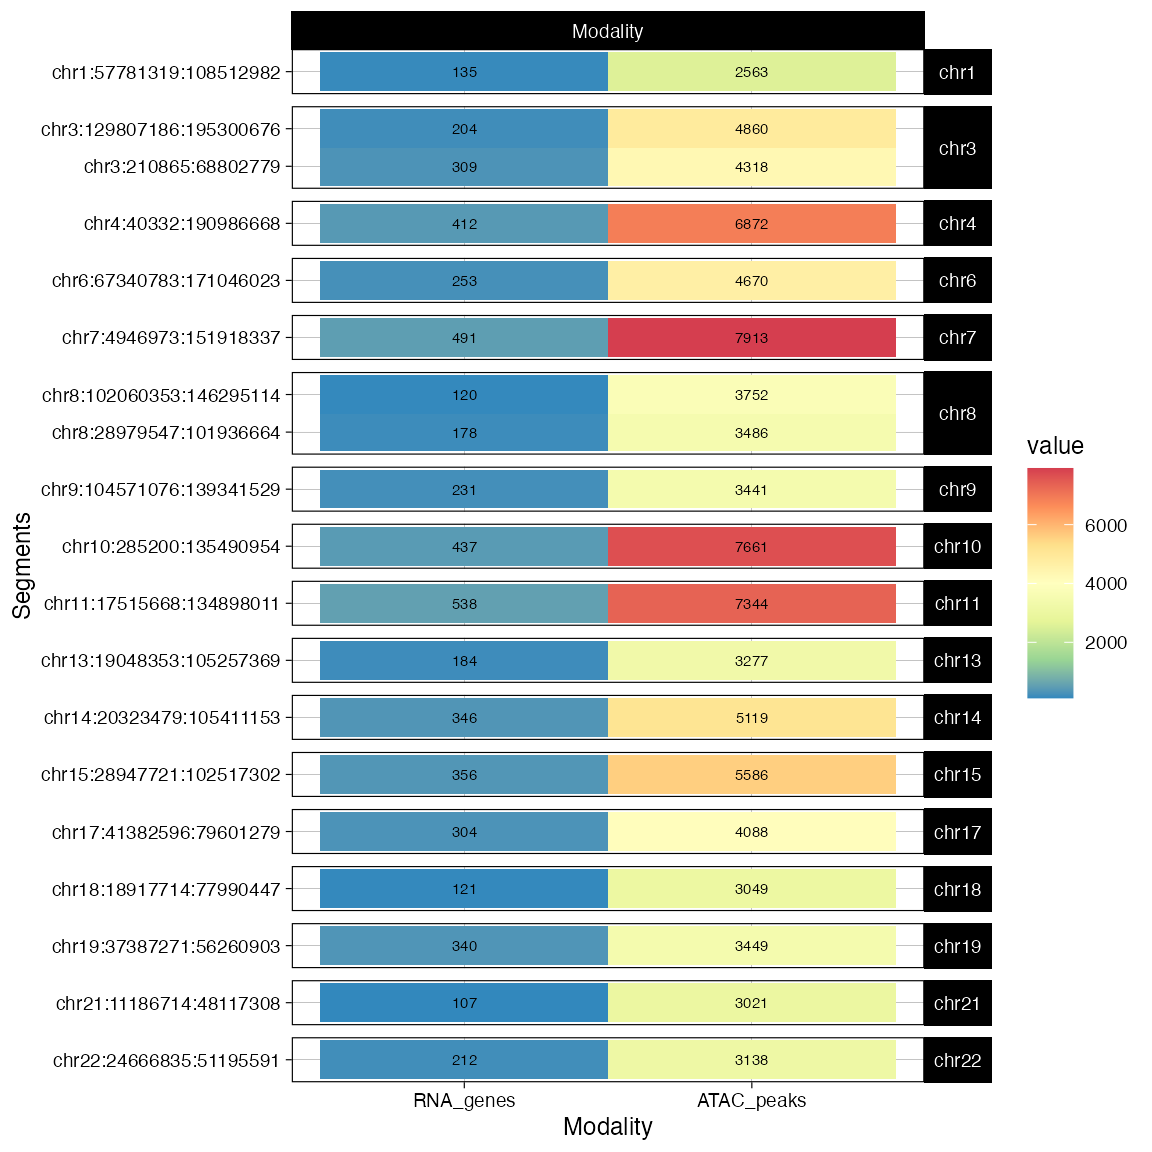 Modality
chr1:57781319:108512982 135 2563 chr1
chr3:129807186:195300676 204 4860
chr3
chr3:210865:68802779 309 4318
chr4:40332:190986668 412 6872 chr4
chr6:67340783:171046023 253 4670 chr6
chr7:4946973:151918337 491 7913 chr7
chr8:102060353:146295114 120 3752
chr8
chr8:28979547:101936664 178 3486
chr9:104571076:139341529 231 3441 chr9
chr10:285200:135490954 437 7661 chr10
chr11:17515668:134898011 538 7344 chr11
chr13:19048353:105257369 184 3277 chr13
chr14:20323479:105411153 346 5119 chr14
chr15:28947721:102517302 356 5586 chr15
chr17:41382596:79601279 304 4088 chr17
chr18:18917714:77990447 121 3049 chr18
chr19:37387271:56260903 340 3449 chr19
chr21:11186714:48117308 107 3021 chr21
chr22:24666835:51195591 212 3138 chr22
RNA_genes ATAC_peaks
Modality
Segments
value
6000
4000
2000